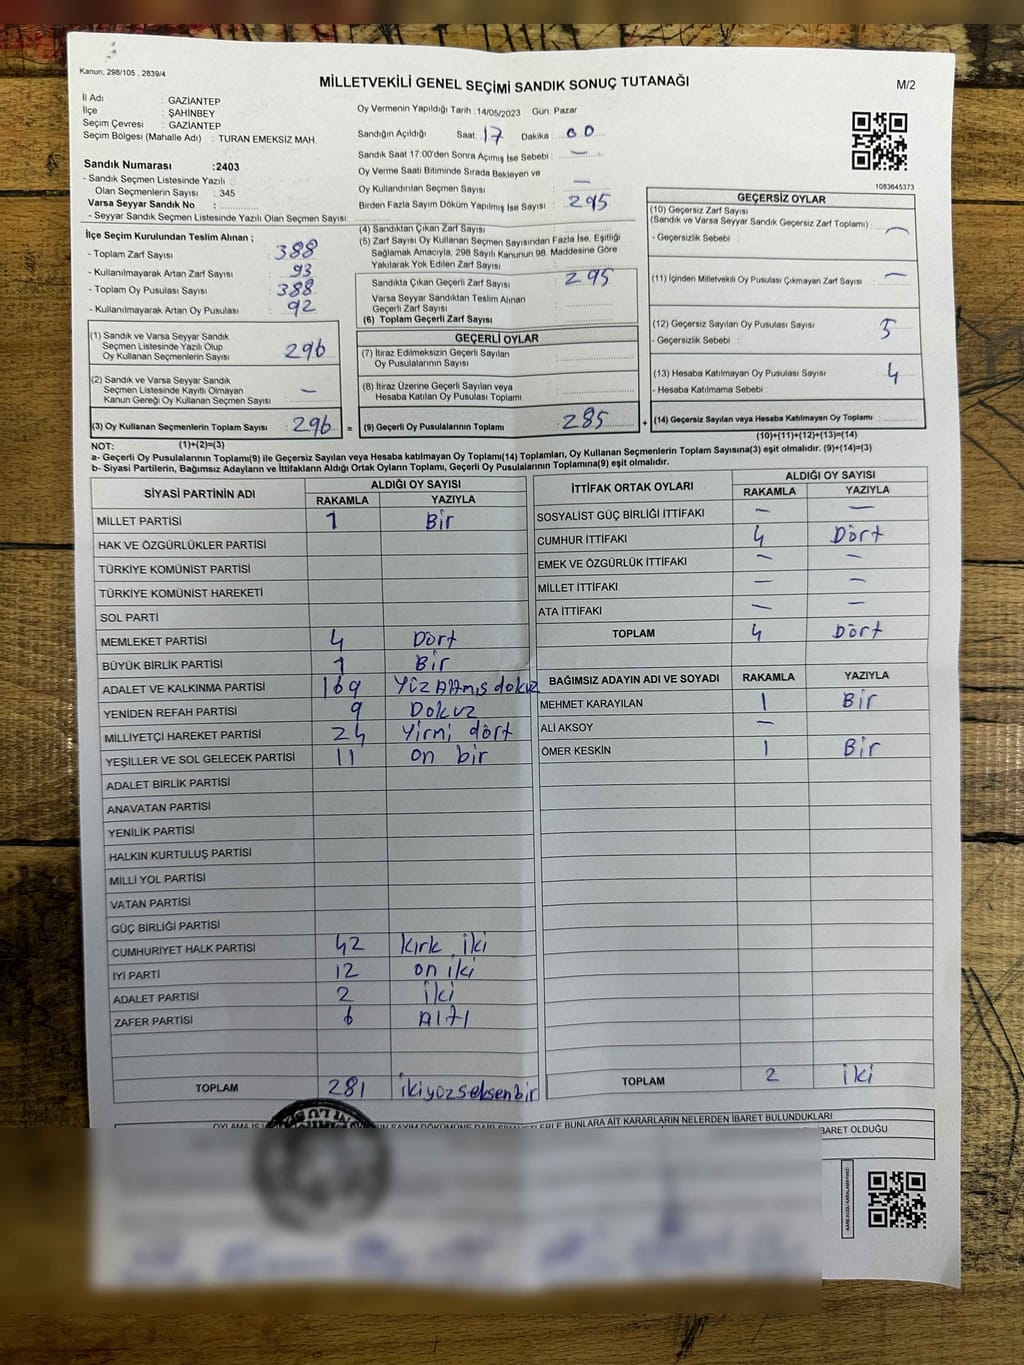 Kanun; 298/105 , 2839/4
MİLLETVEKİLİ GENEL SEÇİMİ SANDIK SONUÇ TUTANAĞI
M/2
İl Adı : GAZİANTEP
İlçe : ŞAHİNBEY
Seçim Çevresi : GAZİANTEP
Seçim Bölgesi (Mahalle Adı) : TURAN EMEKSİZ MAH.
Sandık Numarası :2403
- Sandık Seçmen Listesinde Yazılı
Olan Seçmenlerin Sayısı : 345
Varsa Seyyar Sandık No :
- Seyyar Sandık Seçmen Listesinde Yazılı Olan Seçmen Sayısı:
Oy Vermenin Yapıldığı Tarih :14/05/2023 Gün: Pazar
Sandığın Açıldığı Saat: 17 Dakika : 00
Sandık Saat 17:00'den Sonra Açımış İse Sebebi : —
Oy Verme Saati Bitiminde Sırada Bekleyen ve
Oy Kullandırılan Seçmen Sayısı : —
Birden Fazla Sayım Döküm Yapılmış İse Sayısı : 295
1083645373
İlçe Seçim Kurulundan Teslim Alınan ;
- Toplam Zarf Sayısı : 388
- Kullanılmayarak Artan Zarf Sayısı : 93
- Toplam Oy Pusulası Sayısı : 388
- Kullanılmayarak Artan Oy Pusulası : 92
(1) Sandık ve Varsa Seyyar Sandık
Seçmen Listesinde Yazılı Olup
Oy Kullanan Seçmenlerin Sayısı : 296
(2) Sandık ve Varsa Seyyar Sandık
Seçmen Listesinde Kayıtlı Olmayan
Kanun Gereği Oy Kullanan Seçmen Sayısı : —
(3) Oy Kullanan Seçmenlerin Toplam Sayısı : 296 =
(4) Sandıktan Çıkan Zarf Sayısı :
(5) Zarf Sayısı Oy Kullanan Seçmen Sayısından Fazla İse, Eşitliği
Sağlamak Amacıyla, 298 Sayılı Kanunun 98. Maddesine Göre
Yakılarak Yok Edilen Zarf Sayısı :
Sandıkta Çıkan Geçerli Zarf Sayısı : 295
Varsa Seyyar Sandıktan Teslim Alınan
Geçerli Zarf Sayısı :
(6) Toplam Geçerli Zarf Sayısı :
GEÇERLİ OYLAR
(7) İtiraz Edilmeksizin Geçerli Sayılan
Oy Pusulalarının Sayısı :
(8) İtiraz Üzerine Geçerli Sayılan veya
Hesaba Katılan Oy Pusulası Toplamı :
(9) Geçerli Oy Pusulalarının Toplamı : 285 +
GEÇERSİZ OYLAR
(10) Geçersiz Zarf Sayısı
(Sandık ve Varsa Seyyar Sandık Geçersiz Zarf Toplamı) : —
- Geçersizlik Sebebi :
(11) İçinden Milletvekili Oy Pusulası Çıkmayan Zarf Sayısı : —
(12) Geçersiz Sayılan Oy Pusulası Sayısı : 5
- Geçersizlik Sebebi :
(13) Hesaba Katılmayan Oy Pusulası Sayısı : 4
- Hesaba Katılmama Sebebi :
(14) Geçersiz Sayılan veya Hesaba Katılmayan Oy Toplamı :
NOT: (1)+(2)=(3)
(10)+(11)+(12)+(13)=(14)
a- Geçerli Oy Pusulalarının Toplamı(9) ile Geçersiz Sayılan veya Hesaba katılmayan Oy Toplamı(14) Toplamları, Oy Kullanan Seçmenlerin Toplam Sayısına(3) eşit olmalıdır. (9)+(14)=(3)
b- Siyasi Partilerin, Bağımsız Adayların ve İttifakların Aldığı Ortak Oyların Toplamı, Geçerli Oy Pusulalarının Toplamına(9) eşit olmalıdır.
SİYASİ PARTİNİN ADI ALDIĞI OY SAYISI
RAKAMLA YAZIYLA
MİLLET PARTİSİ 1 Bir
HAK VE ÖZGÜRLÜKLER PARTİSİ
TÜRKİYE KOMÜNİST PARTİSİ
TÜRKİYE KOMÜNİST HAREKETİ
SOL PARTİ
MEMLEKET PARTİSİ 4 Dört
BÜYÜK BİRLİK PARTİSİ 1 Bir
ADALET VE KALKINMA PARTİSİ 169 Yüz Altmış dokuz
YENİDEN REFAH PARTİSİ 9 Dokuz
MİLLİYETÇİ HAREKET PARTİSİ 24 Yirmi dört
YEŞİLLER VE SOL GELECEK PARTİSİ 11 on bir
ADALET BİRLİK PARTİSİ
ANAVATAN PARTİSİ
YENİLİK PARTİSİ
HALKIN KURTULUŞ PARTİSİ
MİLLİ YOL PARTİSİ
VATAN PARTİSİ
GÜÇ BİRLİĞİ PARTİSİ
CUMHURİYET HALK PARTİSİ 42 Kırk iki
İYİ PARTİ 12 on iki
ADALET PARTİSİ 2 iki
ZAFER PARTİSİ 6 Altı
TOPLAM 281 ikiyüzseksenbir
İTTİFAK ORTAK OYLARI ALDIĞI OY SAYISI
RAKAMLA YAZIYLA
SOSYALİST GÜÇ BİRLİĞİ İTTİFAKI — —
CUMHUR İTTİFAKI 4 Dört
EMEK VE ÖZGÜRLÜK İTTİFAKI — —
MİLLET İTTİFAKI — —
ATA İTTİFAKI — —
TOPLAM 4 Dört
BAĞIMSIZ ADAYIN ADI VE SOYADI RAKAMLA YAZIYLA
MEHMET KARAYILAN 1 Bir
ALİ AKSOY —
ÖMER KESKİN 1 Bir
TOPLAM 2 iki
BUNLARA AİT KARARLARIN NELERDEN İBARET BULUNDUKLARI
İBARET OLDUĞU